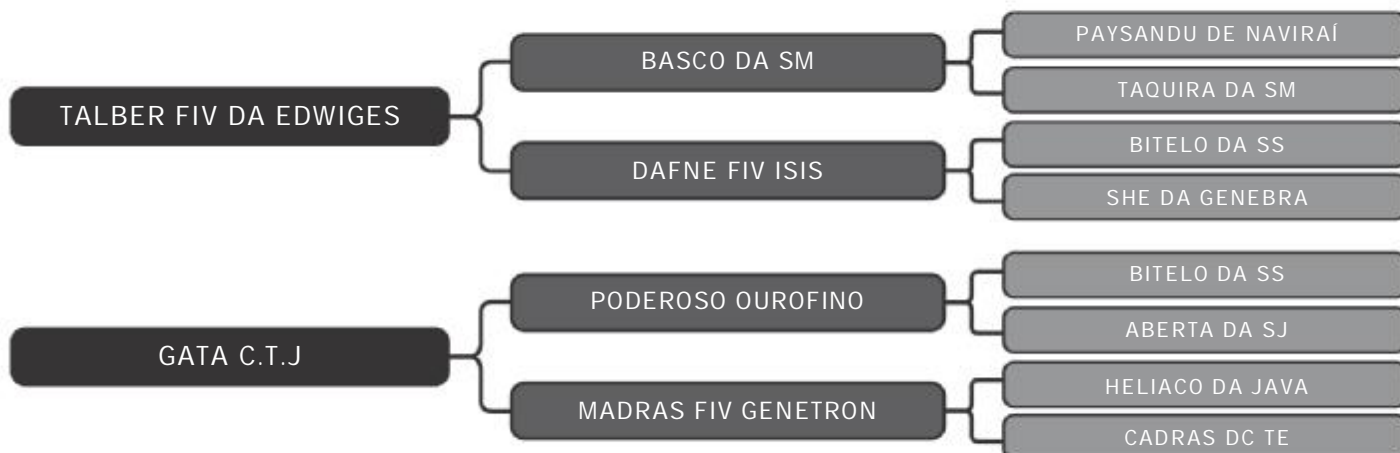 TALBER FIV DA EDWIGES
BASCO DA SM
PAYSANDU DE NAVIRAÍ
TAQUIRA DA SM
DAFNE FIV ISIS
BITELO DA SS
SHE DA GENEBRA
GATA C.T.J
PODEROSO OUROFINO
BITELO DA SS
ABERTA DA SJ
MADRAS FIV GENETRON
HELIACO DA JAVA
CADRAS DC TE